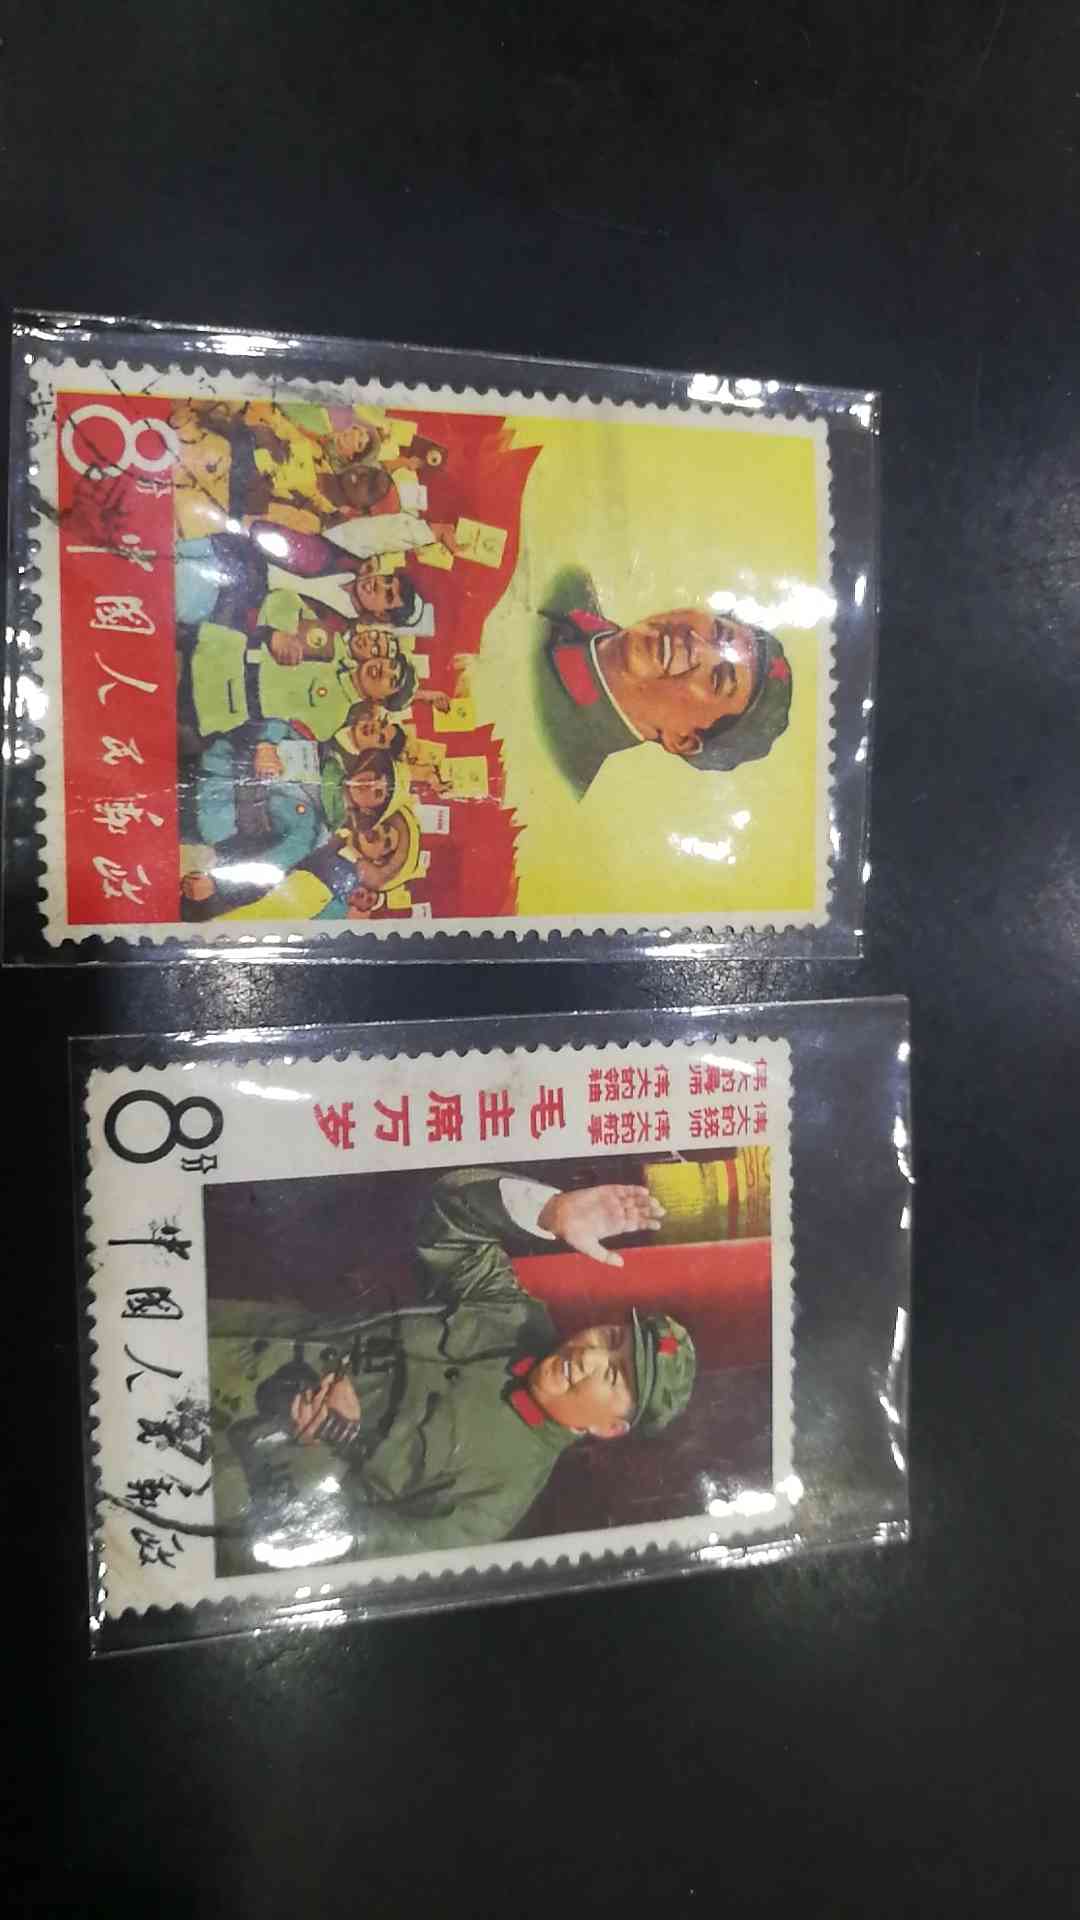 8分
中国人民邮政
伟大的导师 伟大的领袖
伟大的统帅 伟大的舵手
毛主席万岁
8分
中国人民邮政